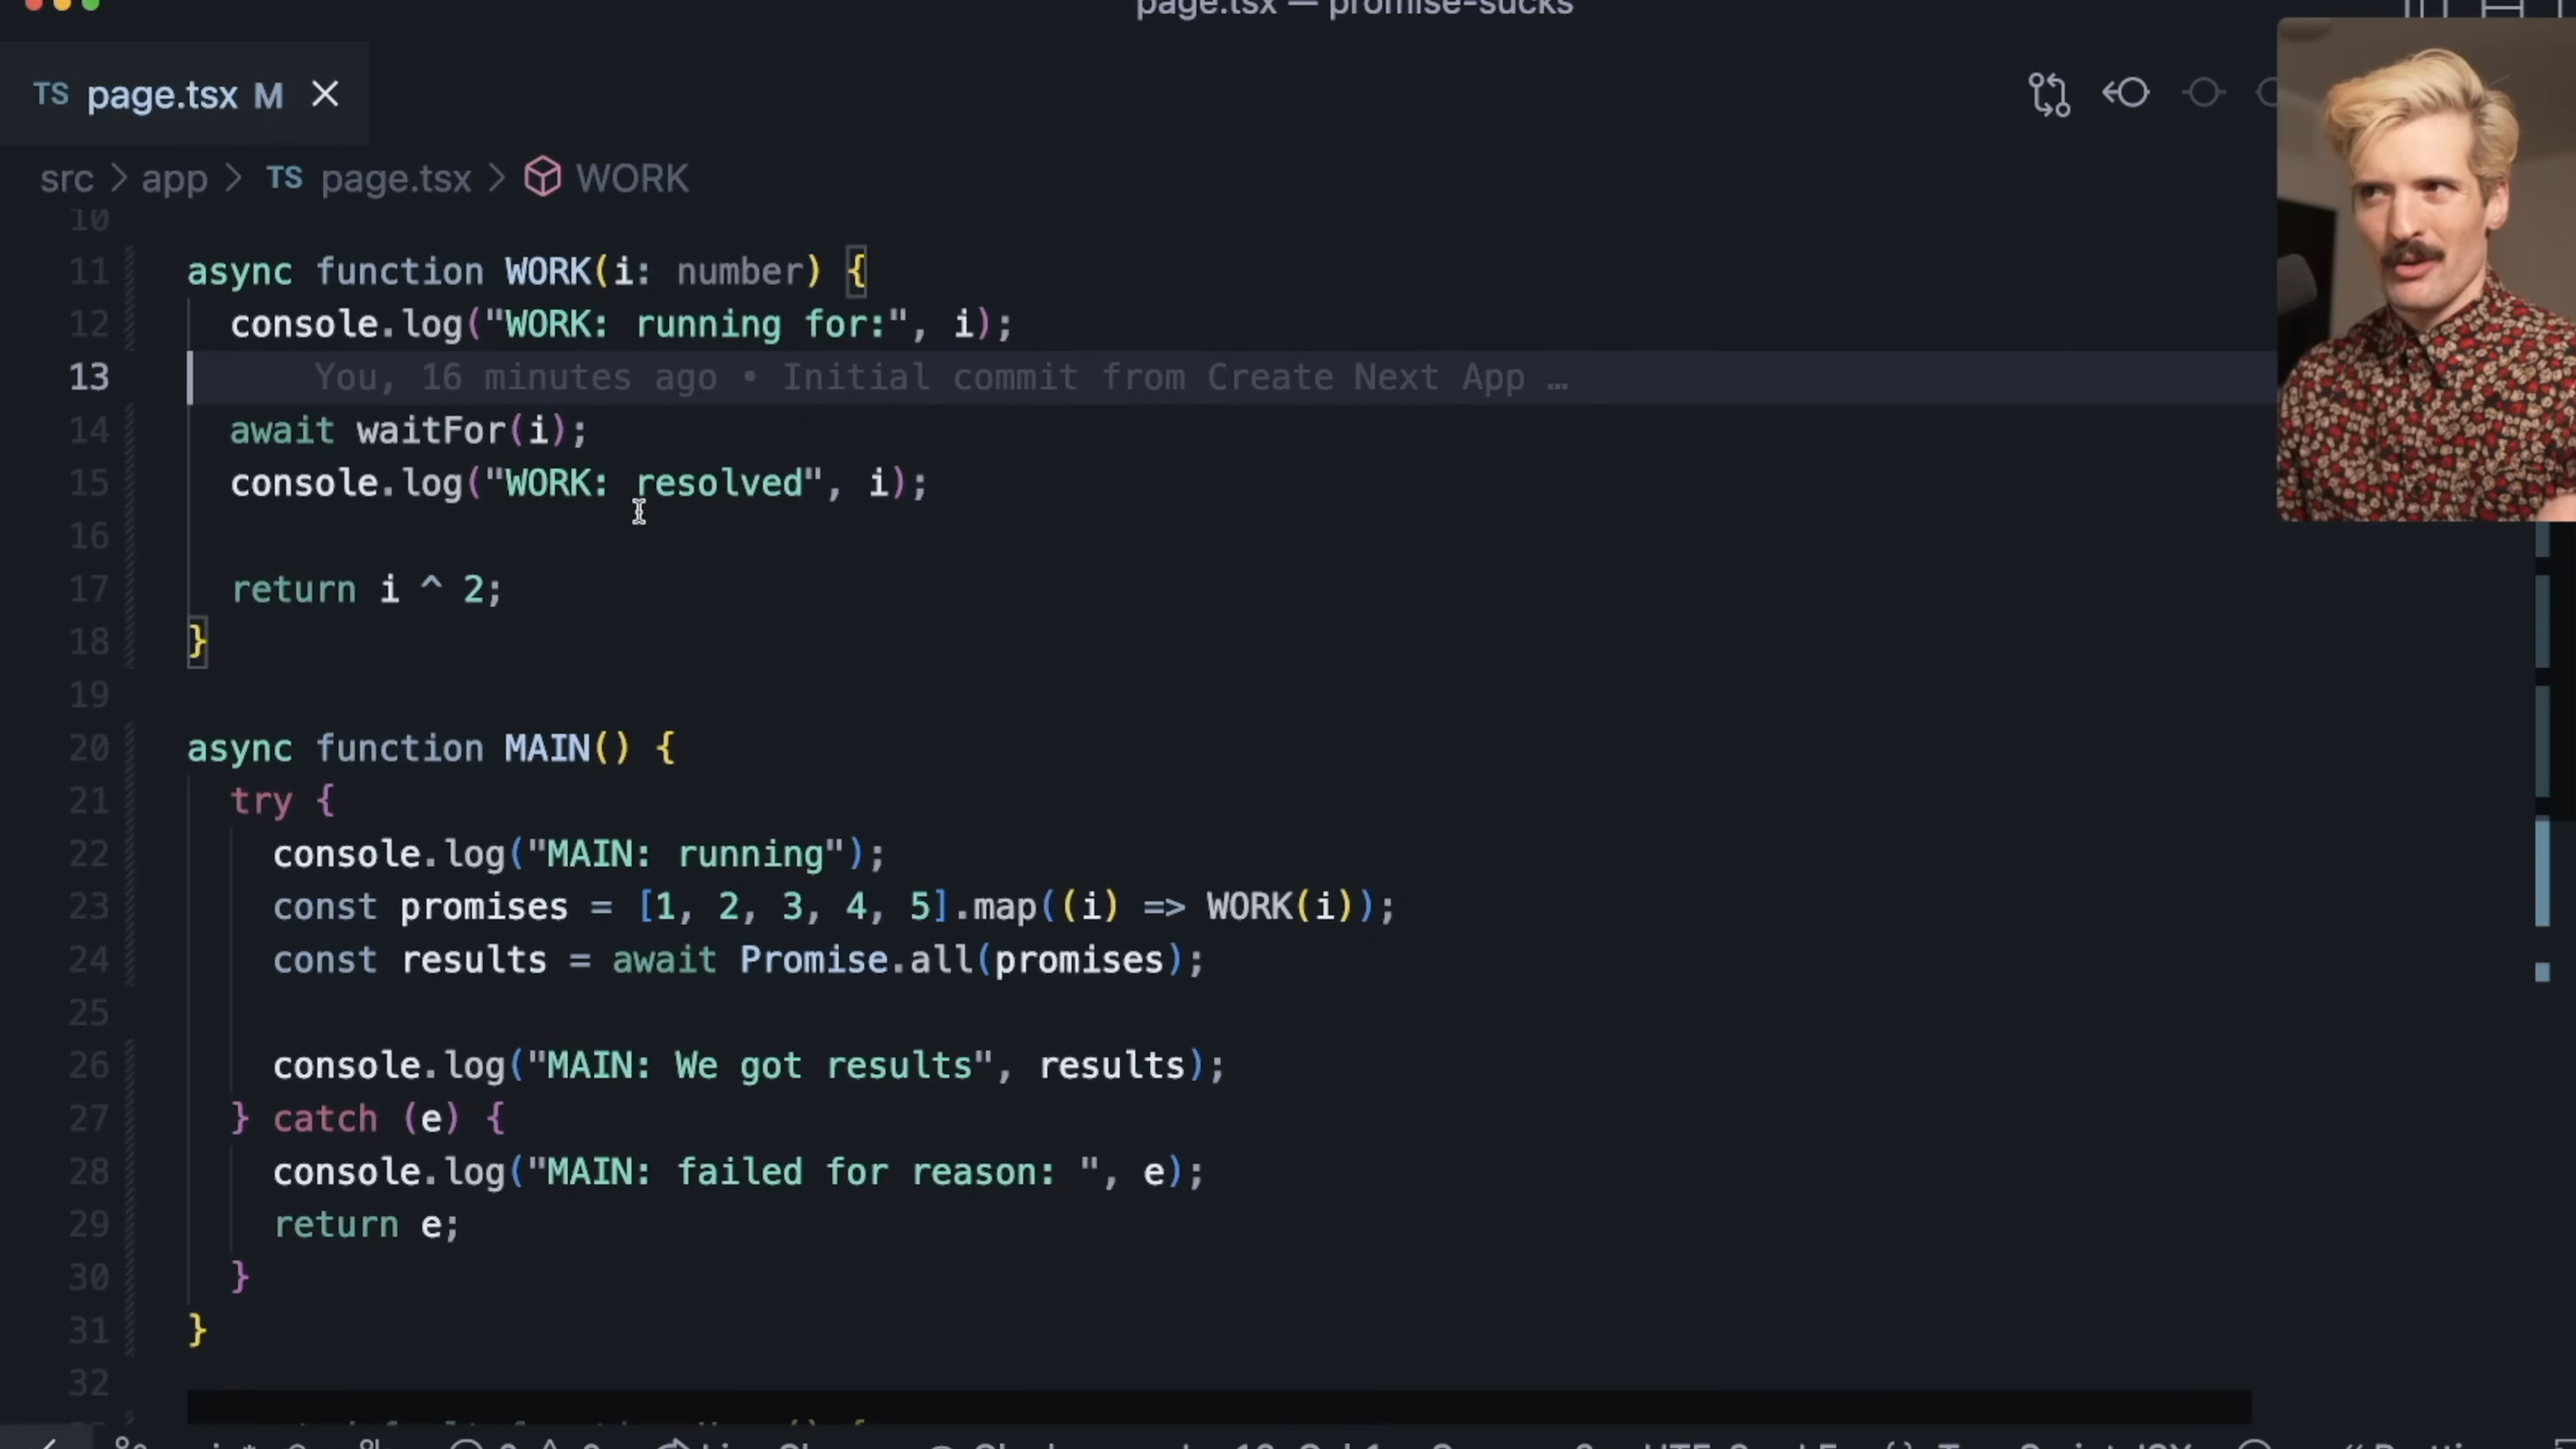 page.tsx — promise-sucks
TS page.tsx M
src > app > TS page.tsx > WORK
10
11 async function WORK(i: number) {
12 console.log("WORK: running for:", i);
13 You, 16 minutes ago • Initial commit from Create Next App …
14 await waitFor(i);
15 console.log("WORK: resolved", i);
16
17 return i ^ 2;
18 }
19
20 async function MAIN() {
21 try {
22 console.log("MAIN: running");
23 const promises = [1, 2, 3, 4, 5].map((i) => WORK(i));
24 const results = await Promise.all(promises);
25
26 console.log("MAIN: We got results", results);
27 } catch (e) {
28 console.log("MAIN: failed for reason: ", e);
29 return e;
30 }
31 }
32